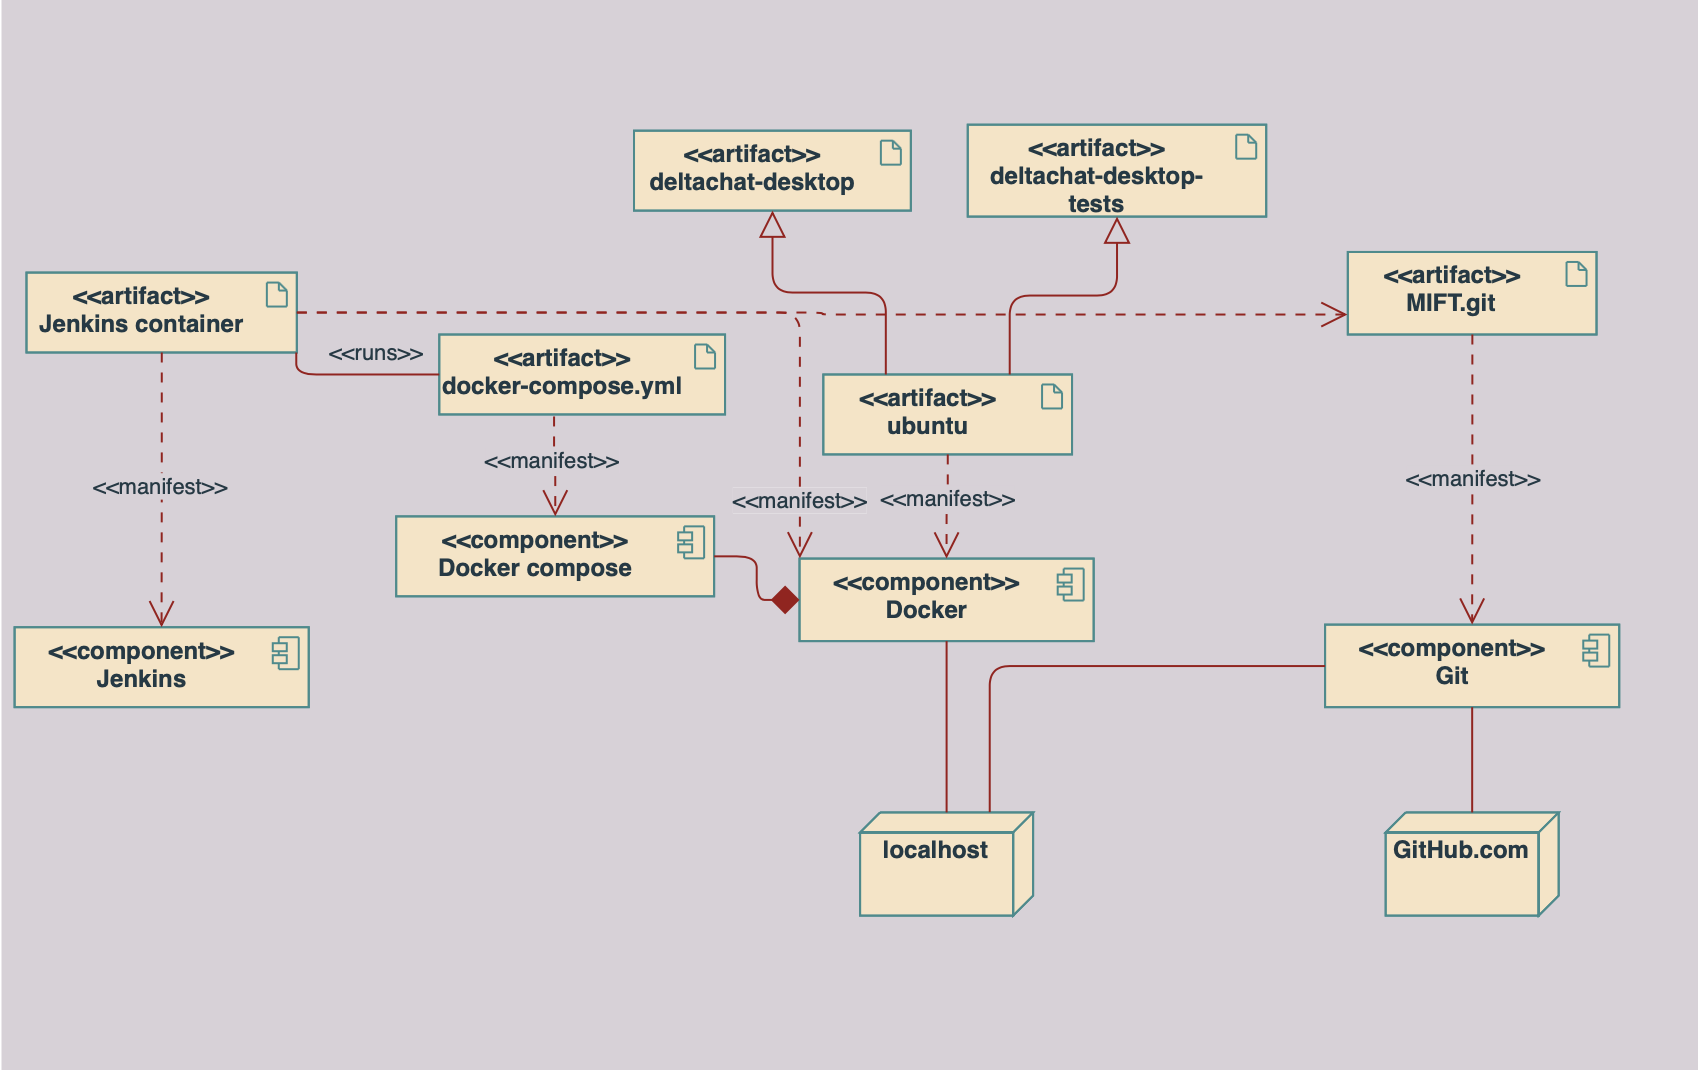 <<artifact>>
deltachat-desktop
<<artifact>>
deltachat-desktop-
tests
<<artifact>>
Jenkins container
<<artifact>>
MIFT.git
<<runs>>
<<artifact>>
docker-compose.yml
<<artifact>>
ubuntu
<<manifest>>
<<manifest>>
<<manifest>>
<<manifest>>
<<manifest>>
<<component>>
Docker compose
<<component>>
Docker
<<component>>
Jenkins
<<component>>
Git
localhost
GitHub.com